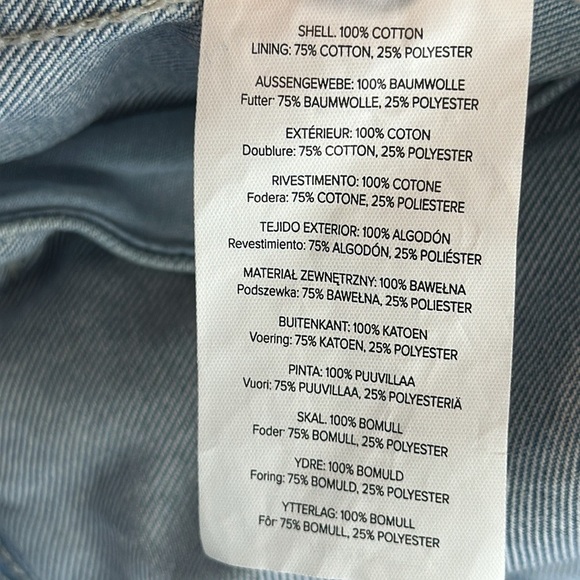 SHELL. 100% COTTON
LINING: 75% COTTON, 25% POLYESTER
AUSSENGEWEBE: 100% BAUMWOLLE
Futter 75% BAUMWOLLE, 25% POLYESTER
EXTÉRIEUR: 100% COTON
Doublure: 75% COTTON, 25% POLYESTER
RIVESTIMENTO: 100% COTONE
Fodera: 75% COTONE, 25% POLIESTERE
TEJIDO EXTERIOR: 100% ALGODÓN
Revestimiento: 75% ALGODÓN, 25% POLIÉSTER
MATERIAŁ ZEWNĘTRZNY: 100% BAWEŁNA
Podszewka: 75% BAWEŁNA, 25% POLIESTER
BUITENKANT: 100% KATOEN
Voering: 75% KATOEN, 25% POLYESTER
PINTA: 100% PUUVILLAA
Vuori: 75% PUUVILLAA, 25% POLYESTERIÄ
SKAL. 100% BOMULL
Foder 75% BOMULL, 25% POLYESTER
YDRE: 100% BOMULD
Foring: 75% BOMULD, 25% POLYESTER
YTTERLAG: 100% BOMULL
Fôr 75% BOMULL, 25% POLYESTER